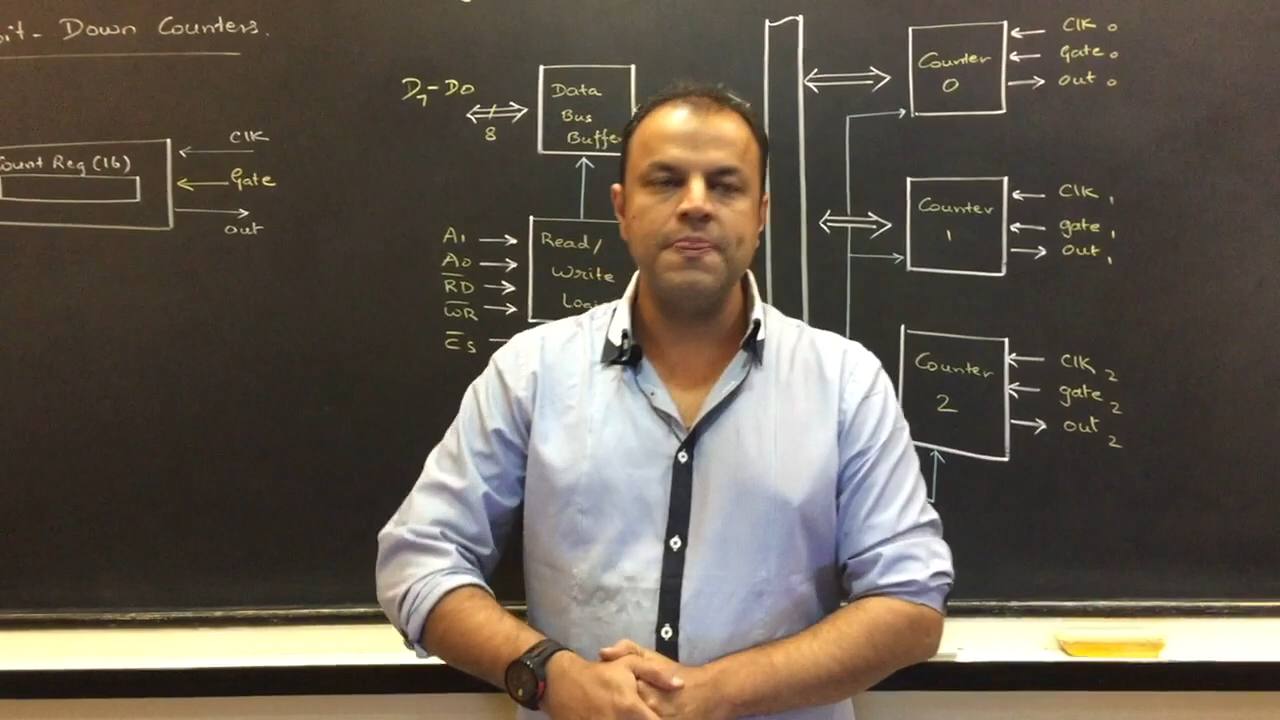 Down Counters.
Count Reg (16)
Clk
Gate
Out
D7-D0
8
Data
Bus
Buffe
A1
A0
RD
WR
CS
Read/
Write
Counter
0
Clk 0
Gate 0
Out 0
Counter
1
Clk 1
gate 1
Out 1
Counter
2
Clk 2
gate 2
Out 2